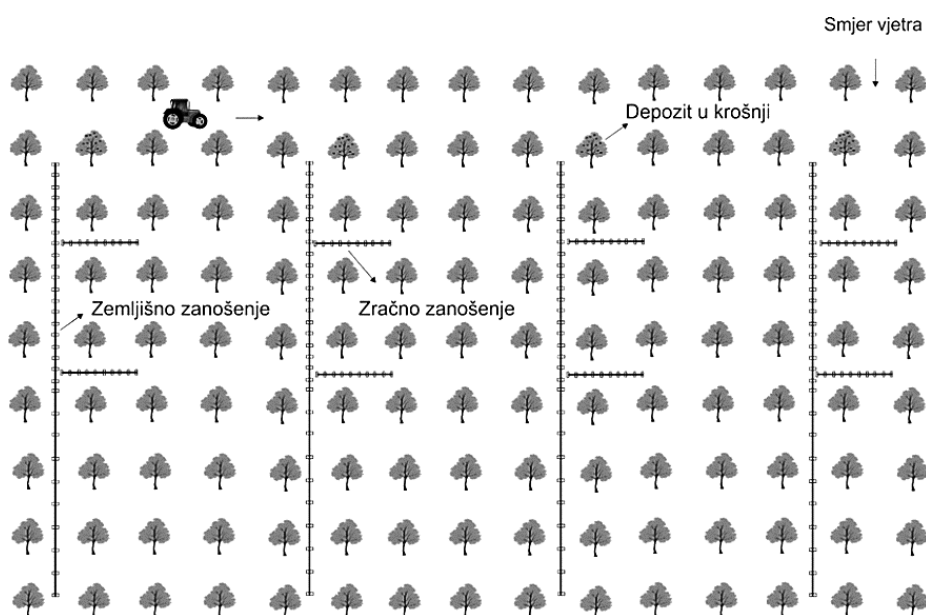 Smjer vjetra
Depozit u krošnji
Zemljišno zanošenje
Zračno zanošenje